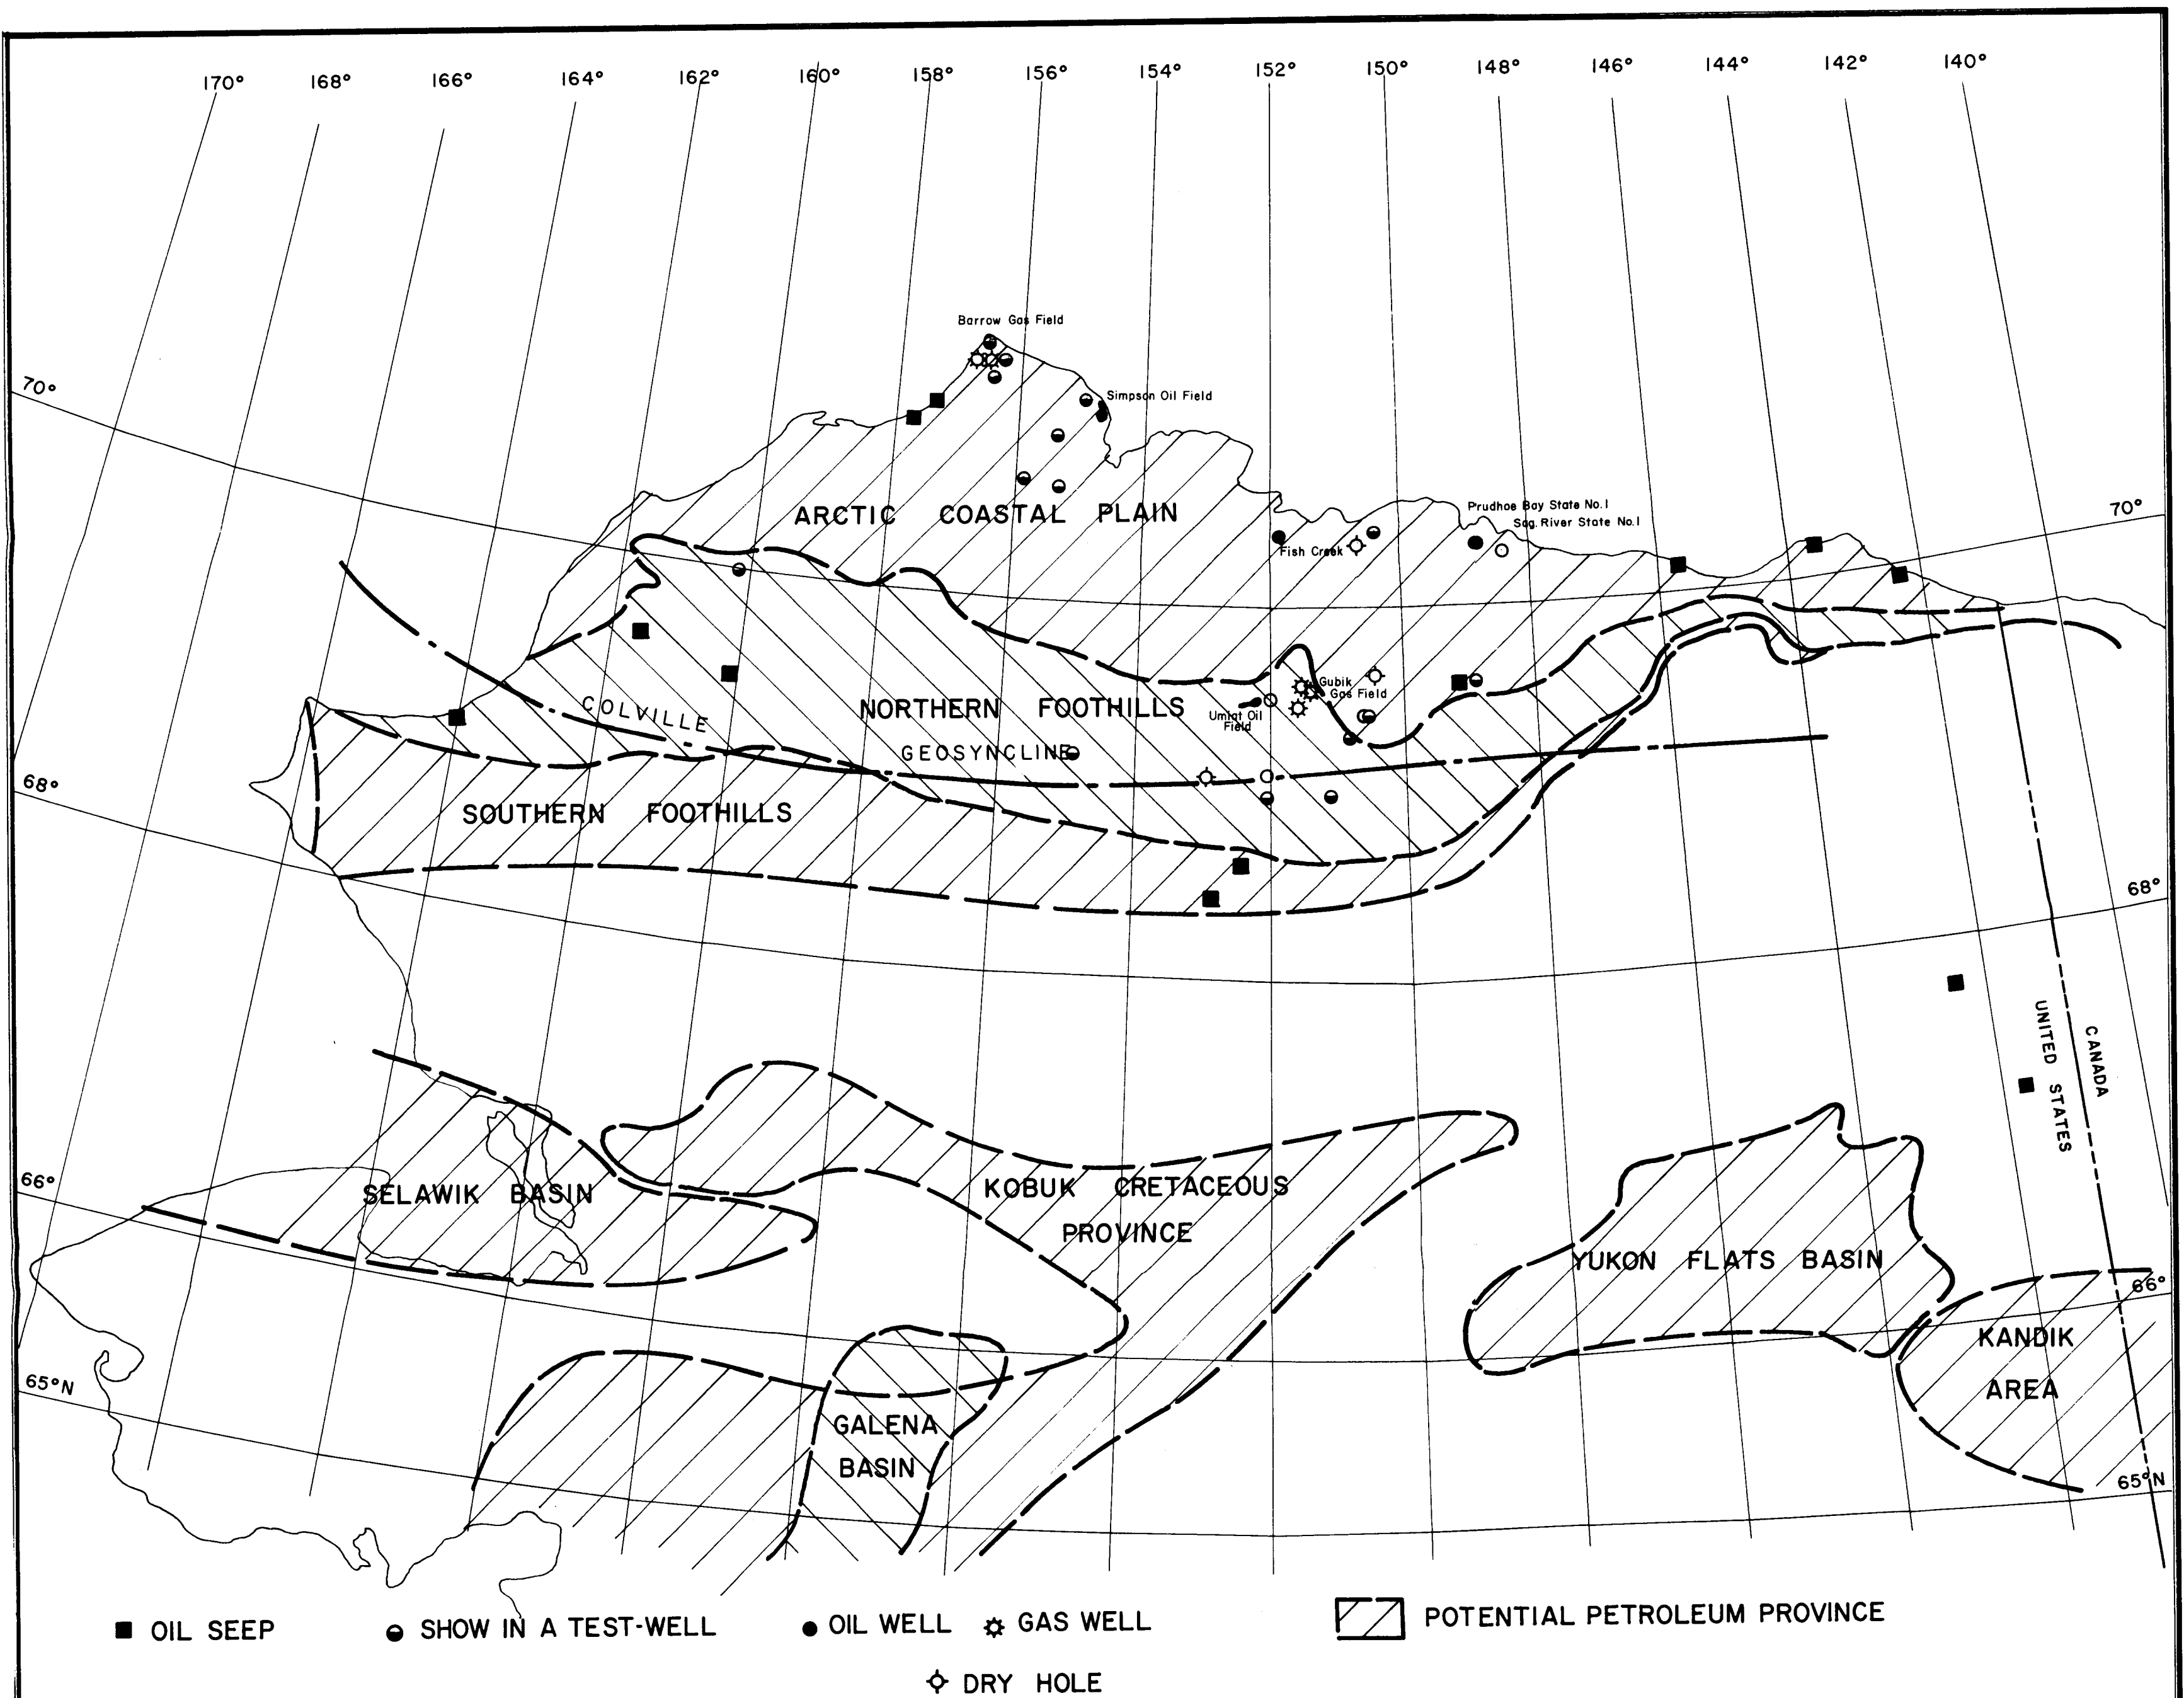 170° 168° 166° 164° 162° 160° 158° 156° 154° 152° 150° 148° 146° 144° 142° 140°
Barrow Gas Field
70°
Simpson Oil Field
ARCTIC COASTAL PLAIN
Prudhoe Bay State No.1
70°
Sag. River State No.1
Fish Creek
Gubik
Gas Field
NORTHERN FOOTHILLS
COLVILLE
Umiat Oil
Field
GEOSYNCLINE
68°
SOUTHERN FOOTHILLS
68°
UNITED STATES
CANADA
66°
SELAWIK BASIN
KOBUK CRETACEOUS
PROVINCE
YUKON FLATS BASIN
66°
KANDIK
AREA
65°N
GALENA
BASIN
65°N
OIL SEEP
SHOW IN A TEST-WELL
OIL WELL
GAS WELL
POTENTIAL PETROLEUM PROVINCE
DRY HOLE